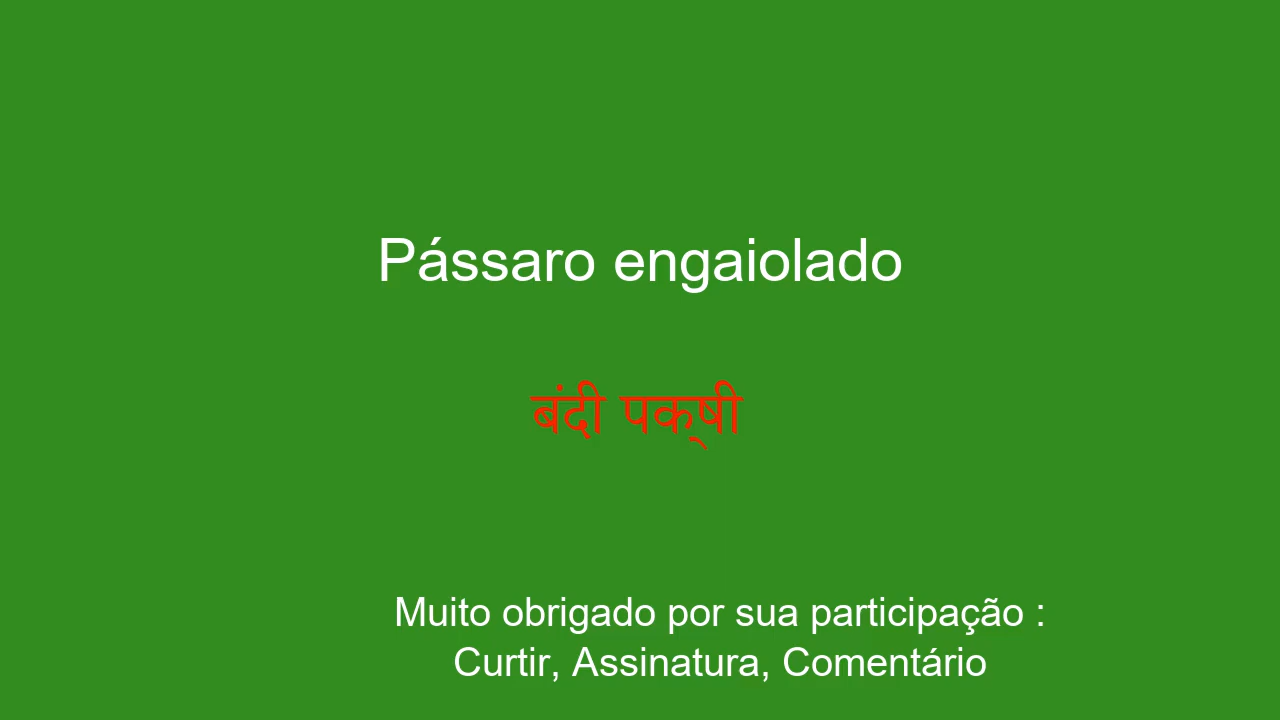 Pássaro engaiolado
बंदी पक्षी
Muito obrigado por sua participação :
Curtir, Assinatura, Comentário